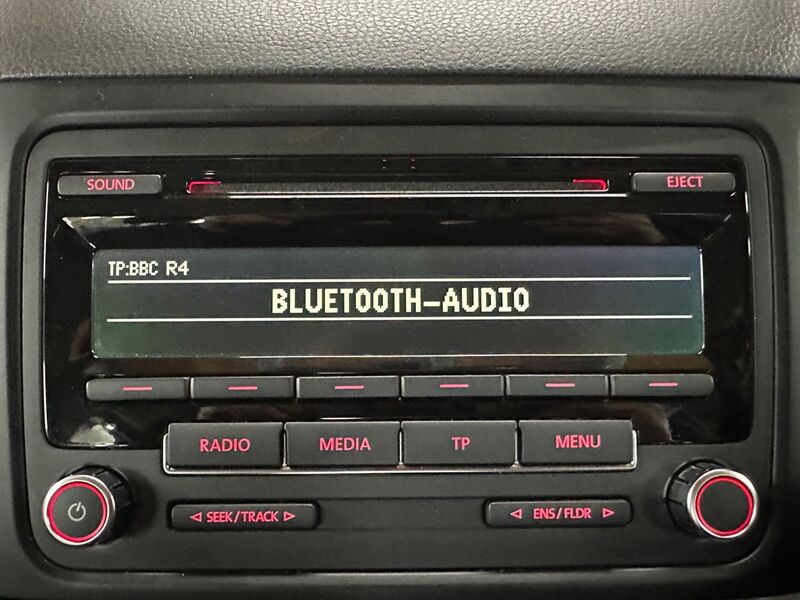 SOUND
EJECT
TP:BBC R4
BLUETOOTH-AUDIO
RADIO
MEDIA
TP
MENU
◁ SEEK/TRACK ▷
◁ ENS/FLDR ▷